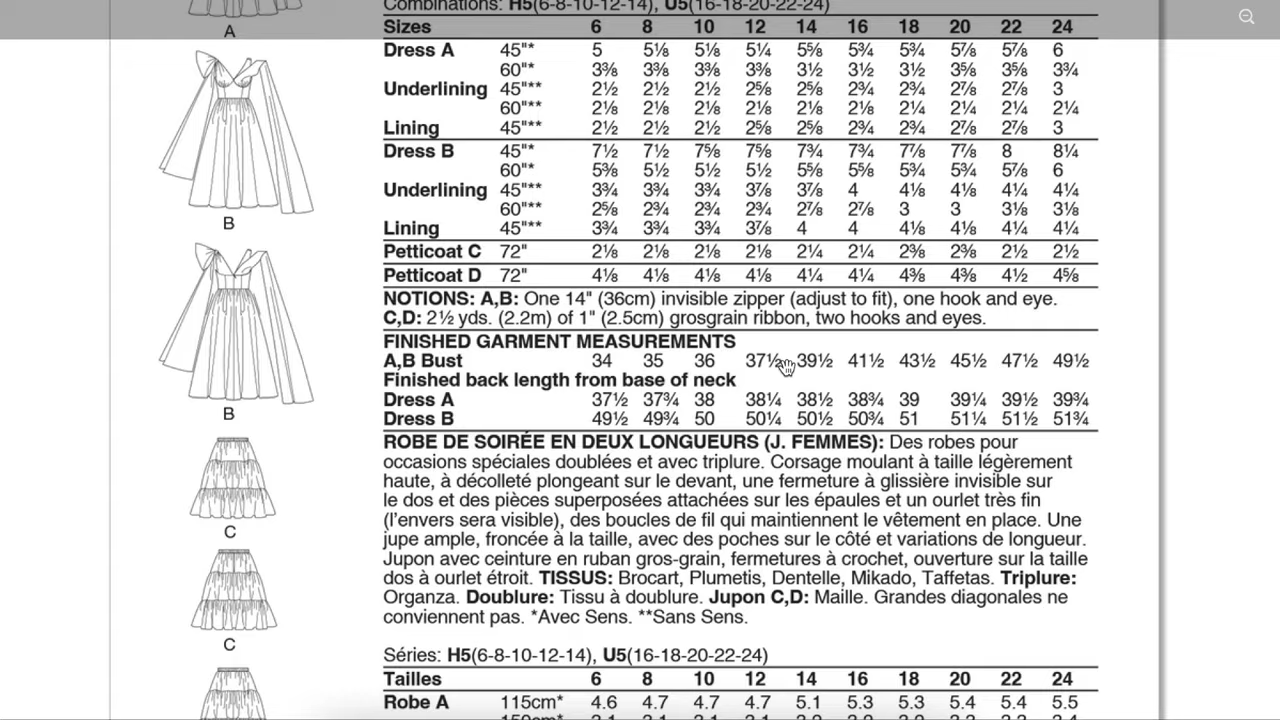 Combinations: H5(6-8-10-12-14), U5(16-18-20-22-24)
A
Sizes 6 8 10 12 14 16 18 20 22 24
Dress A 45"* 5 5⅛ 5⅛ 5¼ 5⅝ 5¾ 5¾ 5⅞ 5⅞ 6
60"* 3⅜ 3⅜ 3⅜ 3⅜ 3½ 3½ 3½ 3⅝ 3⅝ 3¾
Underlining 45"** 2½ 2½ 2½ 2⅝ 2⅝ 2¾ 2¾ 2⅞ 2⅞ 3
60"** 2⅛ 2⅛ 2⅛ 2⅛ 2⅛ 2⅛ 2¼ 2¼ 2¼ 2¼
Lining 45"** 2½ 2½ 2½ 2⅝ 2⅝ 2¾ 2¾ 2⅞ 2⅞ 3
Dress B 45"* 7½ 7½ 7⅝ 7⅝ 7¾ 7¾ 7⅞ 7⅞ 8 8¼
60"* 5⅜ 5½ 5½ 5½ 5⅝ 5⅝ 5¾ 5¾ 5⅞ 6
Underlining 45"** 3¾ 3¾ 3¾ 3⅞ 3⅞ 4 4⅛ 4⅛ 4¼ 4¼
60"** 2⅝ 2¾ 2¾ 2¾ 2⅞ 2⅞ 3 3 3⅛ 3⅛
B
Lining 45"** 3¾ 3¾ 3¾ 3⅞ 4 4 4⅛ 4⅛ 4¼ 4¼
Petticoat C 72" 2⅛ 2⅛ 2⅛ 2⅛ 2¼ 2¼ 2⅜ 2⅜ 2½ 2½
Petticoat D 72" 4⅛ 4⅛ 4⅛ 4⅛ 4¼ 4¼ 4⅜ 4⅜ 4½ 4⅝
NOTIONS: A,B: One 14" (36cm) invisible zipper (adjust to fit), one hook and eye.
C,D: 2½ yds. (2.2m) of 1" (2.5cm) grosgrain ribbon, two hooks and eyes.
FINISHED GARMENT MEASUREMENTS
A,B Bust 34 35 36 37½ 39½ 41½ 43½ 45½ 47½ 49½
Finished back length from base of neck
Dress A 37½ 37¾ 38 38¼ 38½ 38¾ 39 39¼ 39½ 39¾
B
Dress B 49½ 49¾ 50 50¼ 50½ 50¾ 51 51¼ 51½ 51¾
ROBE DE SOIRÉE EN DEUX LONGUEURS (J. FEMMES): Des robes pour
occasions spéciales doublées et avec triplure. Corsage moulant à taille légèrement
haute, à décolleté plongeant sur le devant, une fermeture à glissière invisible sur
le dos et des pièces superposées attachées sur les épaules et un ourlet très fin
(l'envers sera visible), des boucles de fil qui maintiennent le vêtement en place. Une
C
jupe ample, froncée à la taille, avec des poches sur le côté et variations de longueur.
Jupon avec ceinture en ruban gros-grain, fermetures à crochet, ouverture sur la taille
dos à ourlet étroit. TISSUS: Brocart, Plumetis, Dentelle, Mikado, Taffetas. Triplure:
Organza. Doublure: Tissu à doublure. Jupon C,D: Maille. Grandes diagonales ne
conviennent pas. *Avec Sens. **Sans Sens.
C
Séries: H5(6-8-10-12-14), U5(16-18-20-22-24)
Tailles 6 8 10 12 14 16 18 20 22 24
Robe A 115cm* 4.6 4.7 4.7 4.7 5.1 5.3 5.3 5.4 5.4 5.5